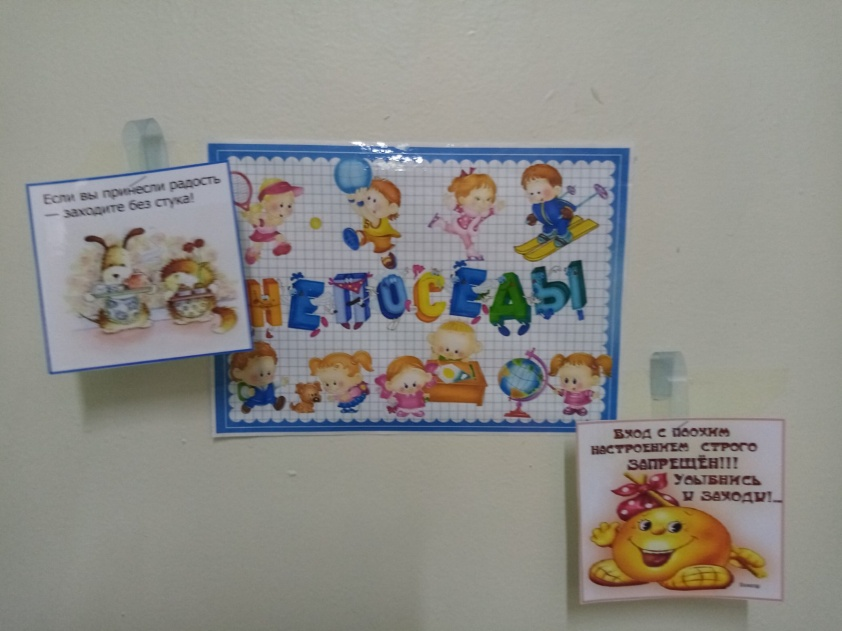 Если вы принесли радость
— заходите без стука!
НЕПОСЕДЫ
ВХОД С ПЛОХИМ
НАСТРОЕНИЕМ СТРОГО
ЗАПРЕЩЁН!!!
УЛЫБНИСЬ
И ЗАХОДИ!...